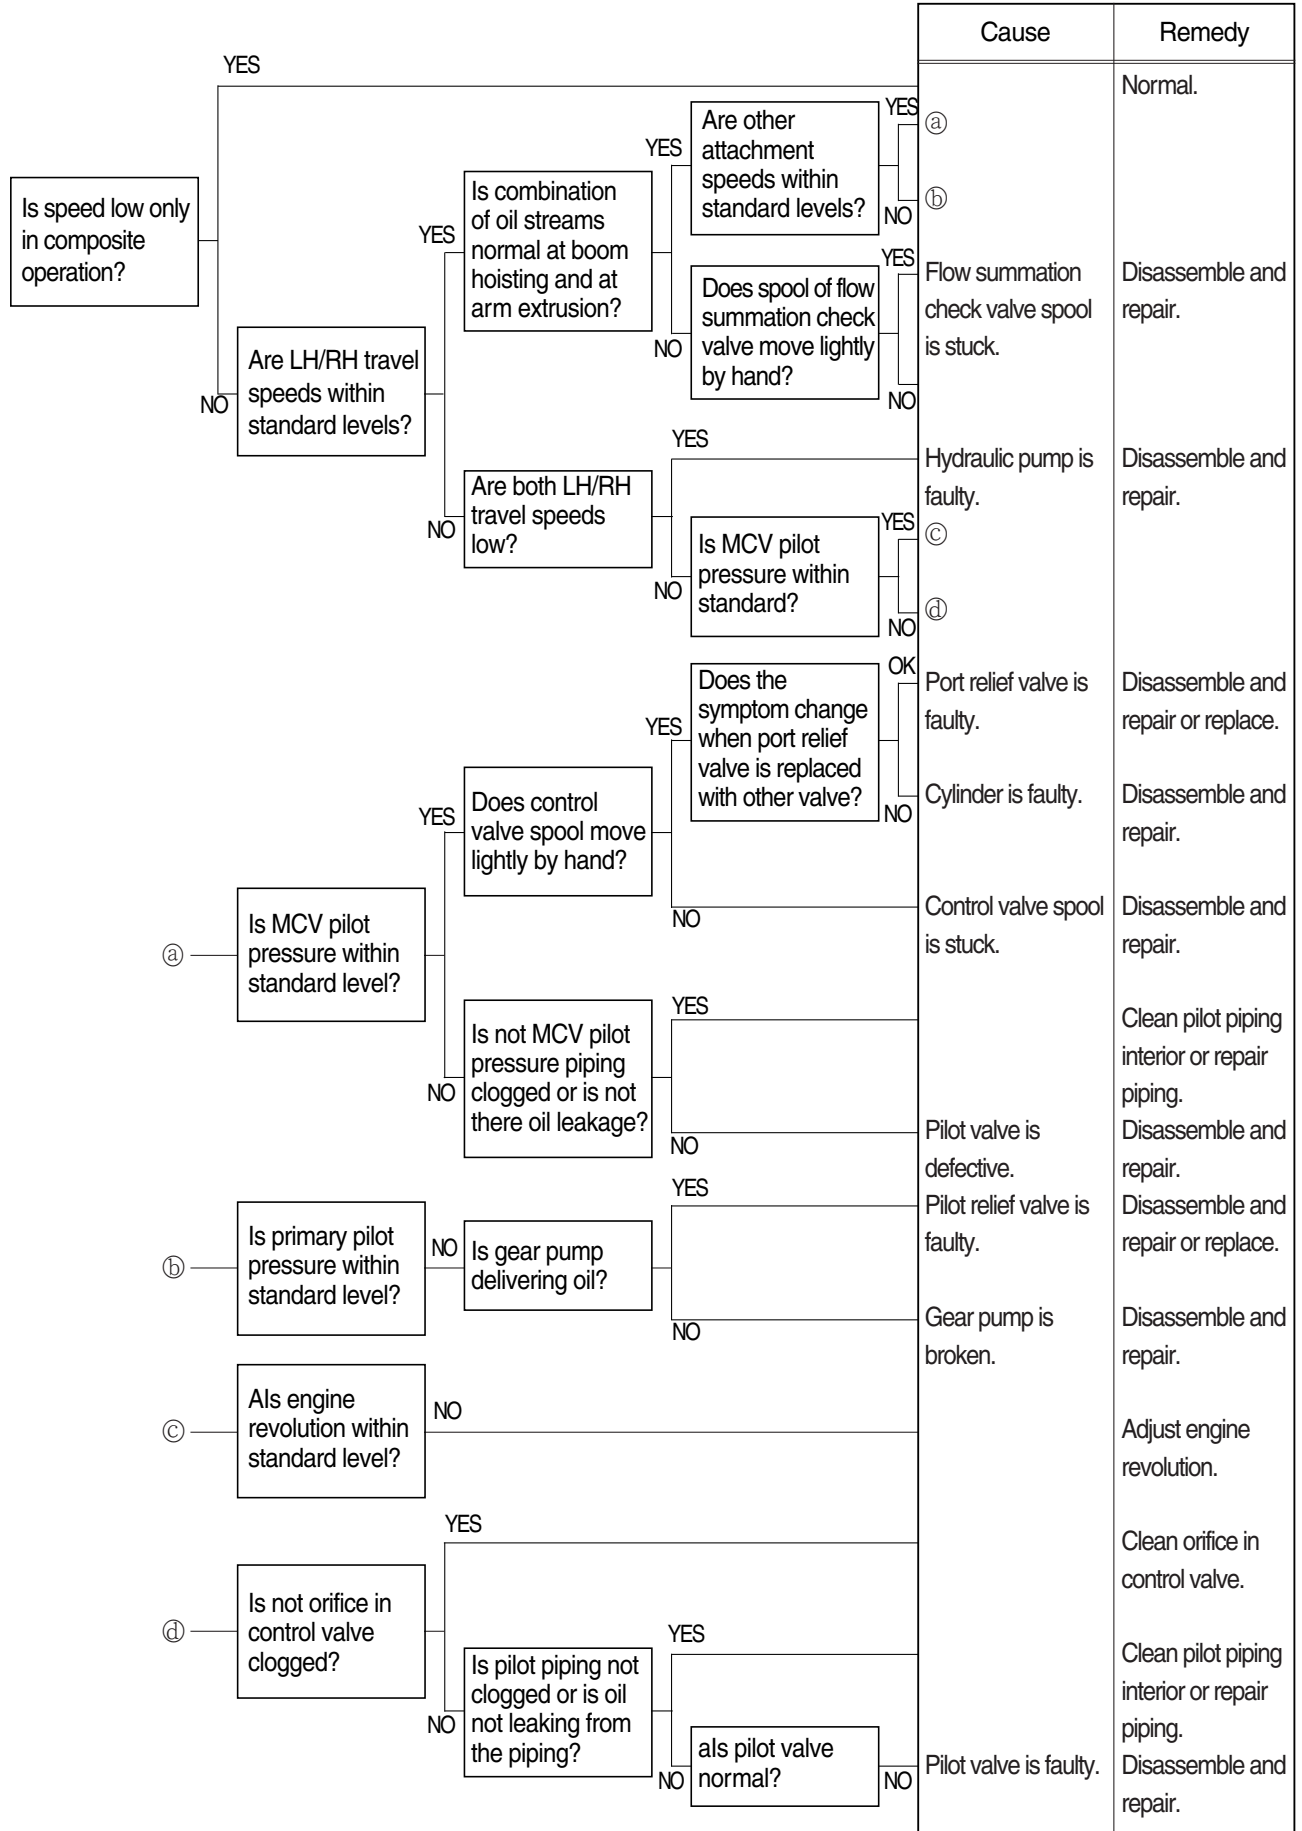 Cause
Remedy
YES
Normal.
Is speed low only
in composite
operation?
NO
Are LH/RH travel
speeds within
standard levels?
YES
Is combination
of oil streams
normal at boom
hoisting and at
arm extrusion?
YES
Are other
attachment
speeds within
standard levels?
YES
ⓐ
NO
ⓑ
NO
Does spool of flow
summation check
valve move lightly
by hand?
YES
NO
Flow summation
check valve spool
is stuck.
Disassemble and
repair.
NO
Are both LH/RH
travel speeds
low?
YES
Hydraulic pump is
faulty.
Disassemble and
repair.
NO
Is MCV pilot
pressure within
standard?
YES
ⓒ
NO
ⓓ
ⓐ
Is MCV pilot
pressure within
standard level?
YES
Does control
valve spool move
lightly by hand?
YES
Does the
symptom change
when port relief
valve is replaced
with other valve?
OK
Port relief valve is
faulty.
Disassemble and
repair or replace.
NO
Cylinder is faulty.
Disassemble and
repair.
NO
Control valve spool
is stuck.
Disassemble and
repair.
NO
Is not MCV pilot
pressure piping
clogged or is not
there oil leakage?
YES
Clean pilot piping
interior or repair
piping.
NO
Pilot valve is
defective.
Disassemble and
repair.
ⓑ
Is primary pilot
pressure within
standard level?
NO
Is gear pump
delivering oil?
YES
Pilot relief valve is
faulty.
Disassemble and
repair or replace.
NO
Gear pump is
broken.
Disassemble and
repair.
ⓒ
AIs engine
revolution within
standard level?
NO
Adjust engine
revolution.
ⓓ
Is not orifice in
control valve
clogged?
YES
Clean orifice in
control valve.
NO
Is pilot piping not
clogged or is oil
not leaking from
the piping?
YES
Clean pilot piping
interior or repair
piping.
NO
aIs pilot valve
normal?
NO
Pilot valve is faulty.
Disassemble and
repair.